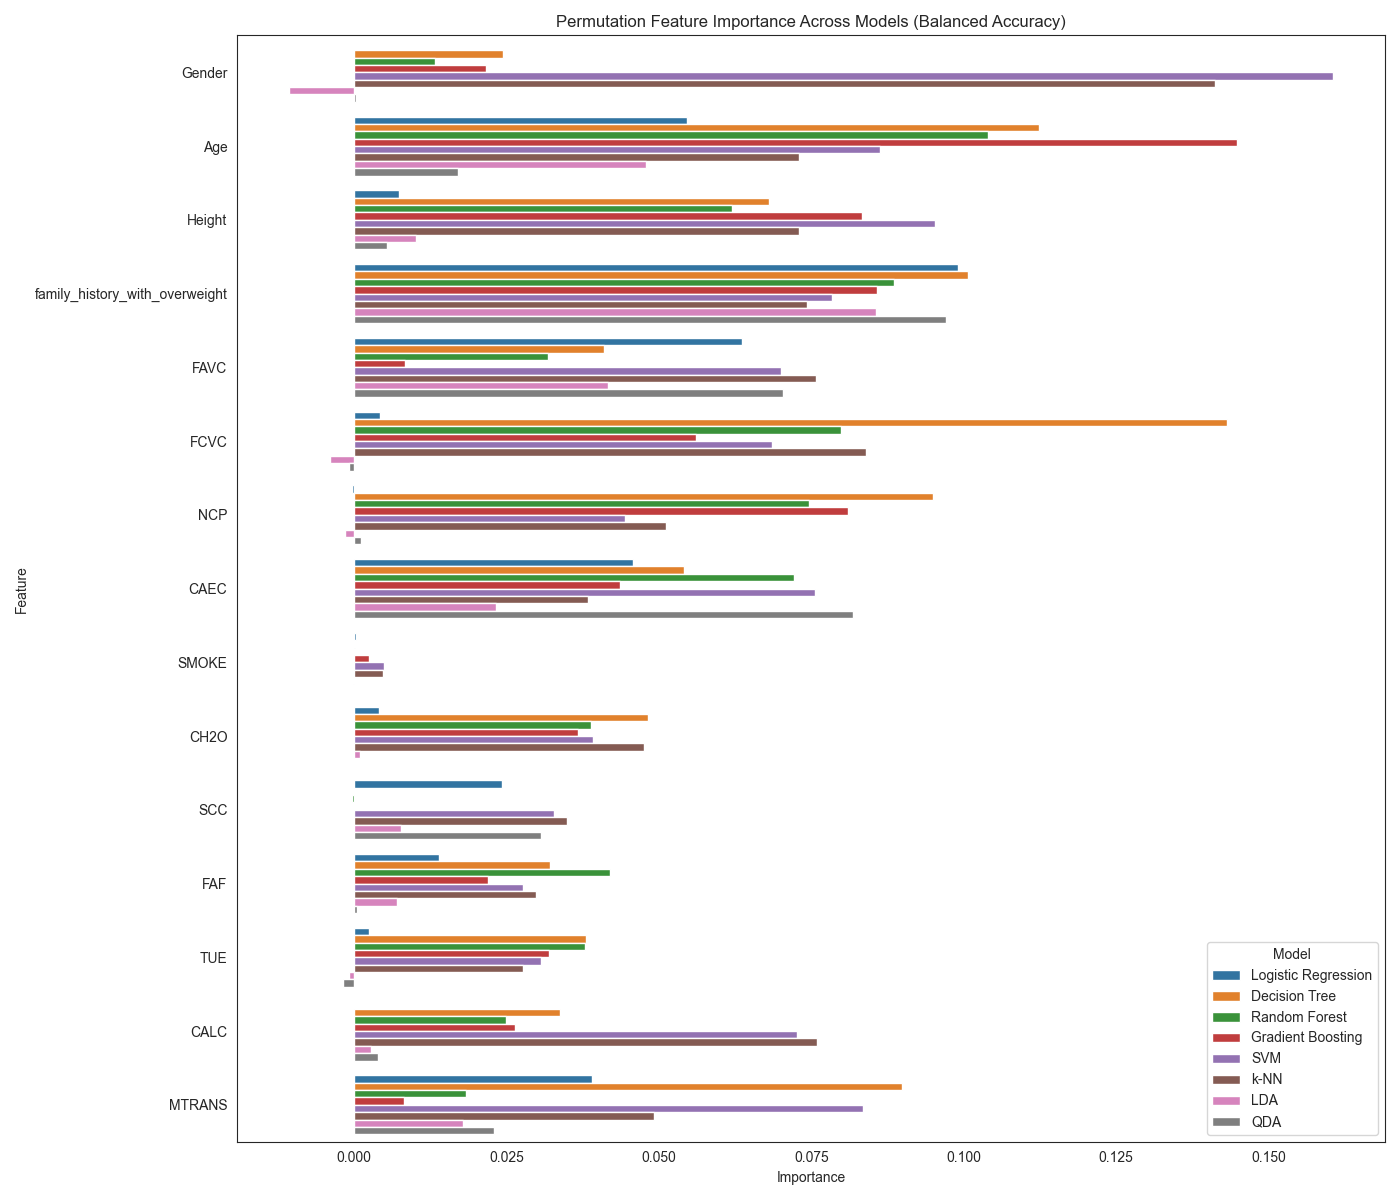 Permutation Feature Importance Across Models (Balanced Accuracy)
Feature
Gender
Age
Height
family_history_with_overweight
FAVC
FCVC
NCP
CAEC
SMOKE
CH2O
SCC
FAF
TUE
CALC
MTRANS
Model
Logistic Regression
Decision Tree
Random Forest
Gradient Boosting
SVM
k-NN
LDA
QDA
0.000 0.025 0.050 0.075 0.100 0.125 0.150
Importance